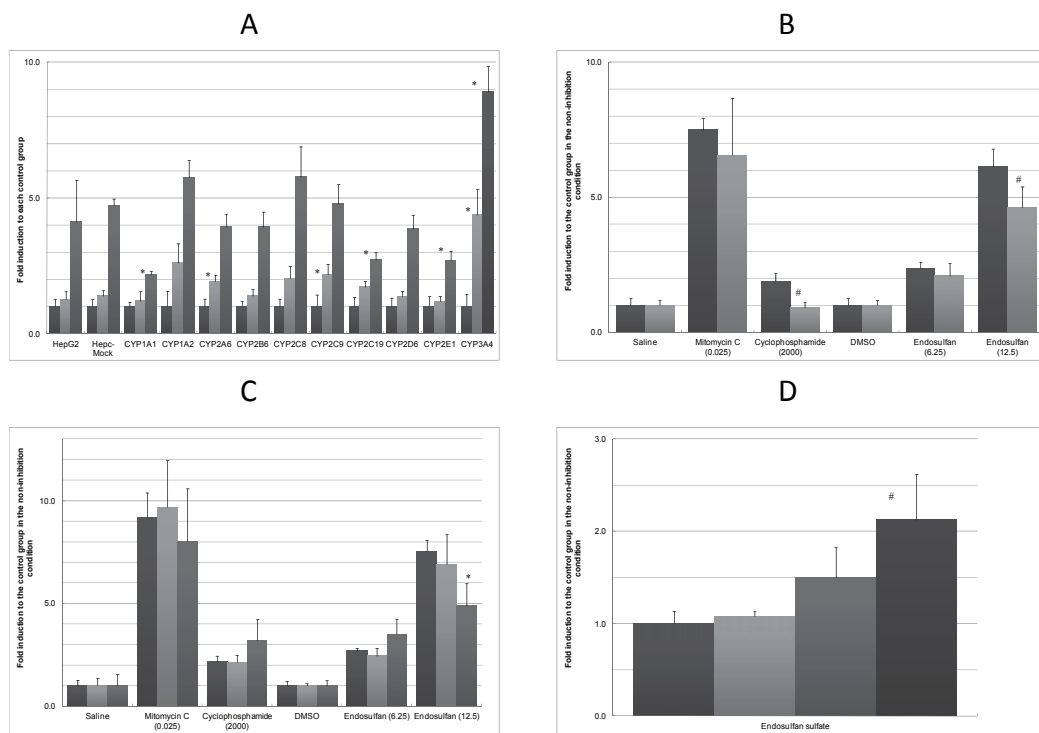 A
Fold induction to each control group
10.0
5.0
0.0
*
*
*
*
*
*
*
HepG2
Hepc-
Mock
CYP1A1
CYP1A2
CYP2A6
CYP2B6
CYP2C8
CYP2C9
CYP2C19
CYP2D6
CYP2E1
CYP3A4
B
Fold induction to the control group in the non-inhibition
condition
10.0
5.0
0.0
#
#
Saline
Mitomycin C
(0.025)
Cyclophosphamide
(2000)
DMSO
Endosulfan
(6.25)
Endosulfan
(12.5)
C
Fold induction to the control group in the non-inhibition
condition
10.0
5.0
0.0
*
Saline
Mitomycin C
(0.025)
Cyclophosphamide
(2000)
DMSO
Endosulfan (6.25)
Endosulfan (12.5)
D
Fold induction to the control group in the non-inhibition
condition
3.0
2.0
1.0
0.0
#
Endosulfan sulfate